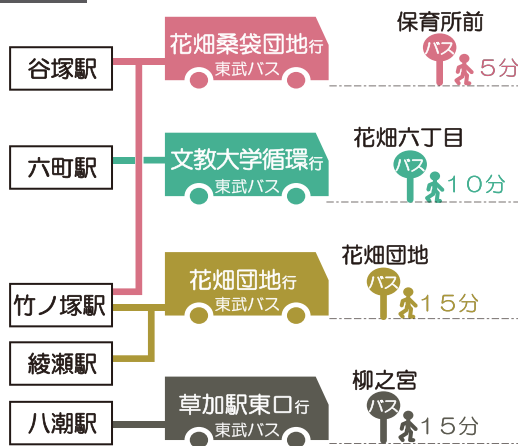 谷塚駅
花畑桑袋団地行
東武バス
保育所前
バス
5分
六町駅
文教大学循環行
東武バス
花畑六丁目
バス
10分
竹ノ塚駅
花畑団地行
東武バス
花畑団地
バス
15分
綾瀬駅
八潮駅
草加駅東口行
東武バス
柳之宮
バス
15分